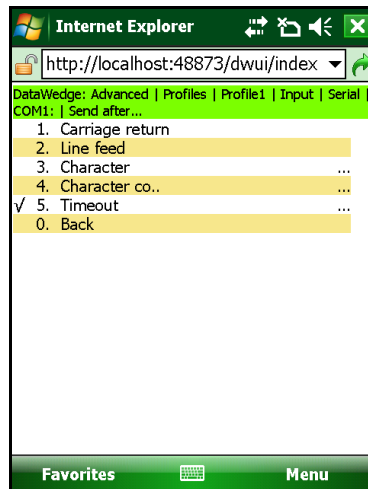 Internet Explorer
http://localhost:48873/dwui/index
DataWedge: Advanced | Profiles | Profile1 | Input | Serial |
COM1: | Send after...
1. Carriage return
2. Line feed
3. Character ...
4. Character co.. ...
√ 5. Timeout ...
0. Back
Favorites Menu